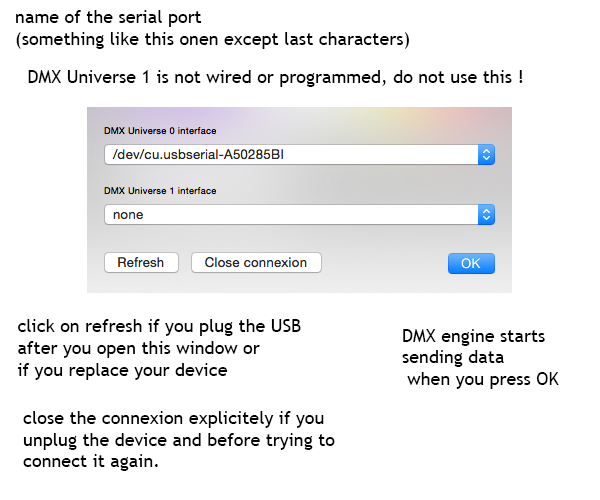 name of the serial port
(something like this onen except last characters)
DMX Universe 1 is not wired or programmed, do not use this !
DMX Universe 0 interface
/dev/cu.usbserial-A50285BI
DMX Universe 1 interface
none
Refresh
Close connexion
OK
click on refresh if you plug the USB
after you open this window or
if you replace your device
DMX engine starts
sending data
when you press OK
close the connexion explicitely if you
unplug the device and before trying to
connect it again.